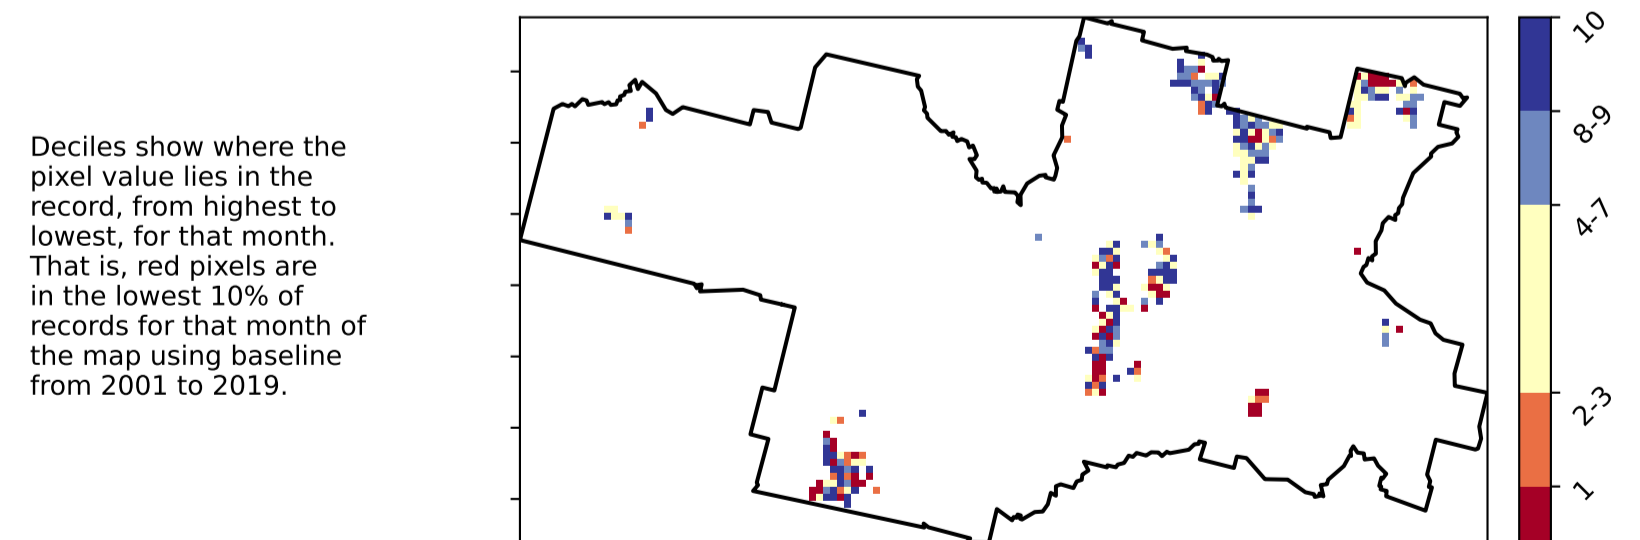 Deciles show where the
pixel value lies in the
record, from highest to
lowest, for that month.
That is, red pixels are
in the lowest 10% of
records for that month of
the map using baseline
from 2001 to 2019.
10
8-9
4-7
2-3
1